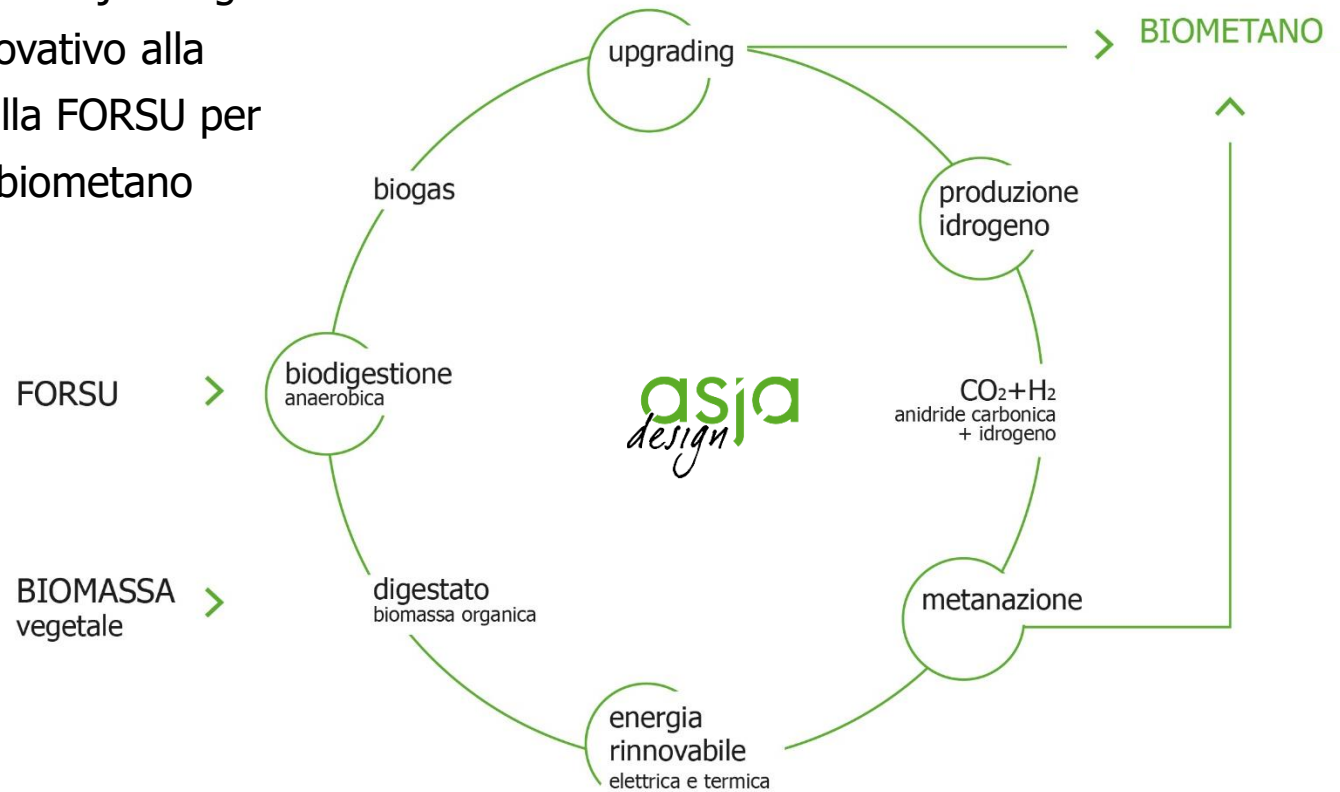 ovativo alla
lla FORSU per
biometano
upgrading
BIOMETANO
biogas
produzione
idrogeno
FORSU
biodigestione
anaerobica
asja
design
CO₂+H₂
anidride carbonica
+ idrogeno
BIOMASSA
vegetale
digestato
biomassa organica
metanazione
energia
rinnovabile
elettrica e termica